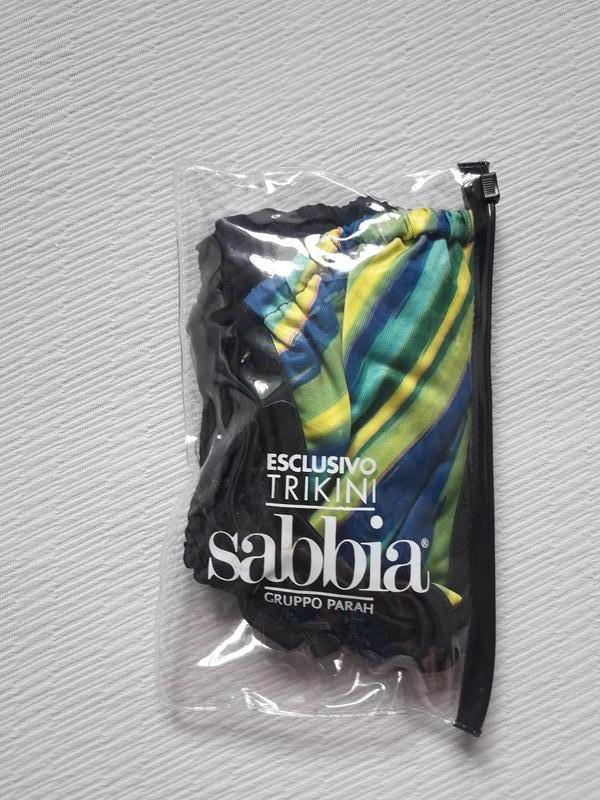 ESCLUSIVO
TRIKINI
sabbia®
GRUPPO PARAH